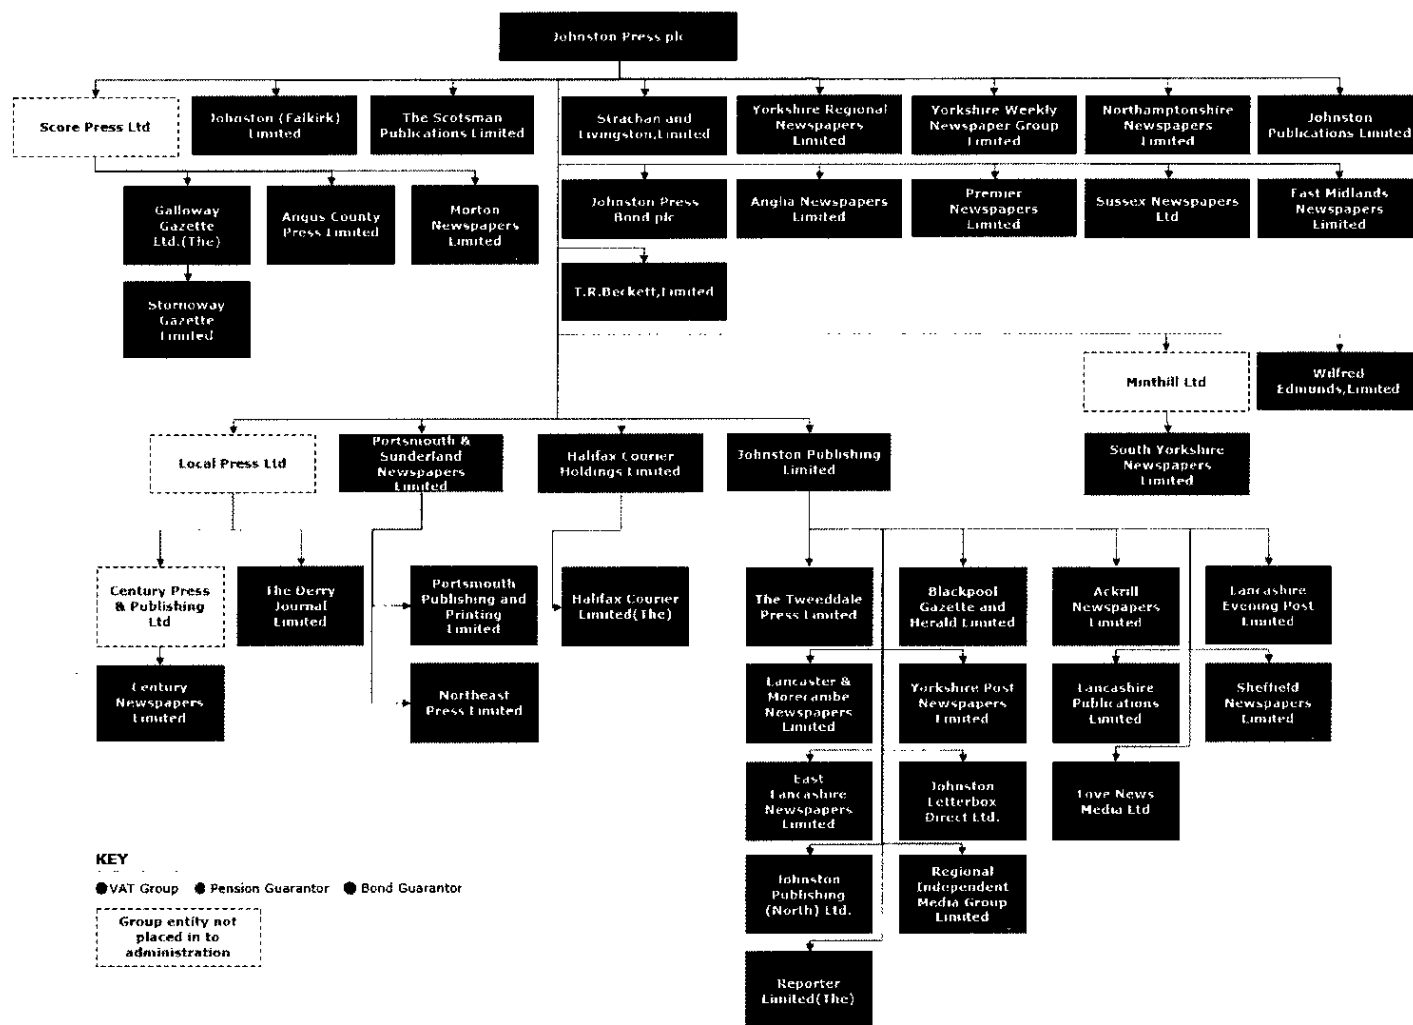 Johnston Press plc
Score Press Ltd
Johnston (Falkirk)
Limited
The Scotsman
Publications Limited
Strachan and
Livingston,Limited
Yorkshire Regional
Newspapers
Limited
Yorkshire Weekly
Newspaper Group
Limited
Northamptonshire
Newspapers
Limited
Johnston
Publications Limited
Galloway
Gazette
Ltd.(The)
Angus County
Press Limited
Morton
Newspapers
Limited
Johnston Press
Bond plc
Anglia Newspapers
Limited
Premier
Newspapers
Limited
Sussex Newspapers
Ltd
East Midlands
Newspapers
Limited
Stornoway
Gazette
Limited
T.R.Beckett,Limited
Minthill Ltd
Wilfred
Edmunds,Limited
Local Press Ltd
Portsmouth &
Sunderland
Newspapers
Limited
Halifax Courier
Holdings Limited
Johnston Publishing
Limited
South Yorkshire
Newspapers
Limited
Century Press
& Publishing
Ltd
The Derry
Journal
Limited
Portsmouth
Publishing and
Printing
Limited
Halifax Courier
Limited(The)
The Tweeddale
Press Limited
Blackpool
Gazette and
Herald Limited
Ackrill
Newspapers
Limited
Lancashire
Evening Post
Limited
Century
Newspapers
Limited
Northeast
Press Limited
Lancaster &
Morecambe
Newspapers
Limited
Yorkshire Post
Newspapers
Limited
Lancashire
Publications
Limited
Sheffield
Newspapers
Limited
East
Lancashire
Newspapers
Limited
Johnston
Letterbox
Direct Ltd.
Love News
Media Ltd
Johnston
Publishing
(North) Ltd.
Regional
Independent
Media Group
Limited
Reporter
Limited(The)
KEY
VAT Group Pension Guarantor Bond Guarantor
Group entity not
placed in to
administration